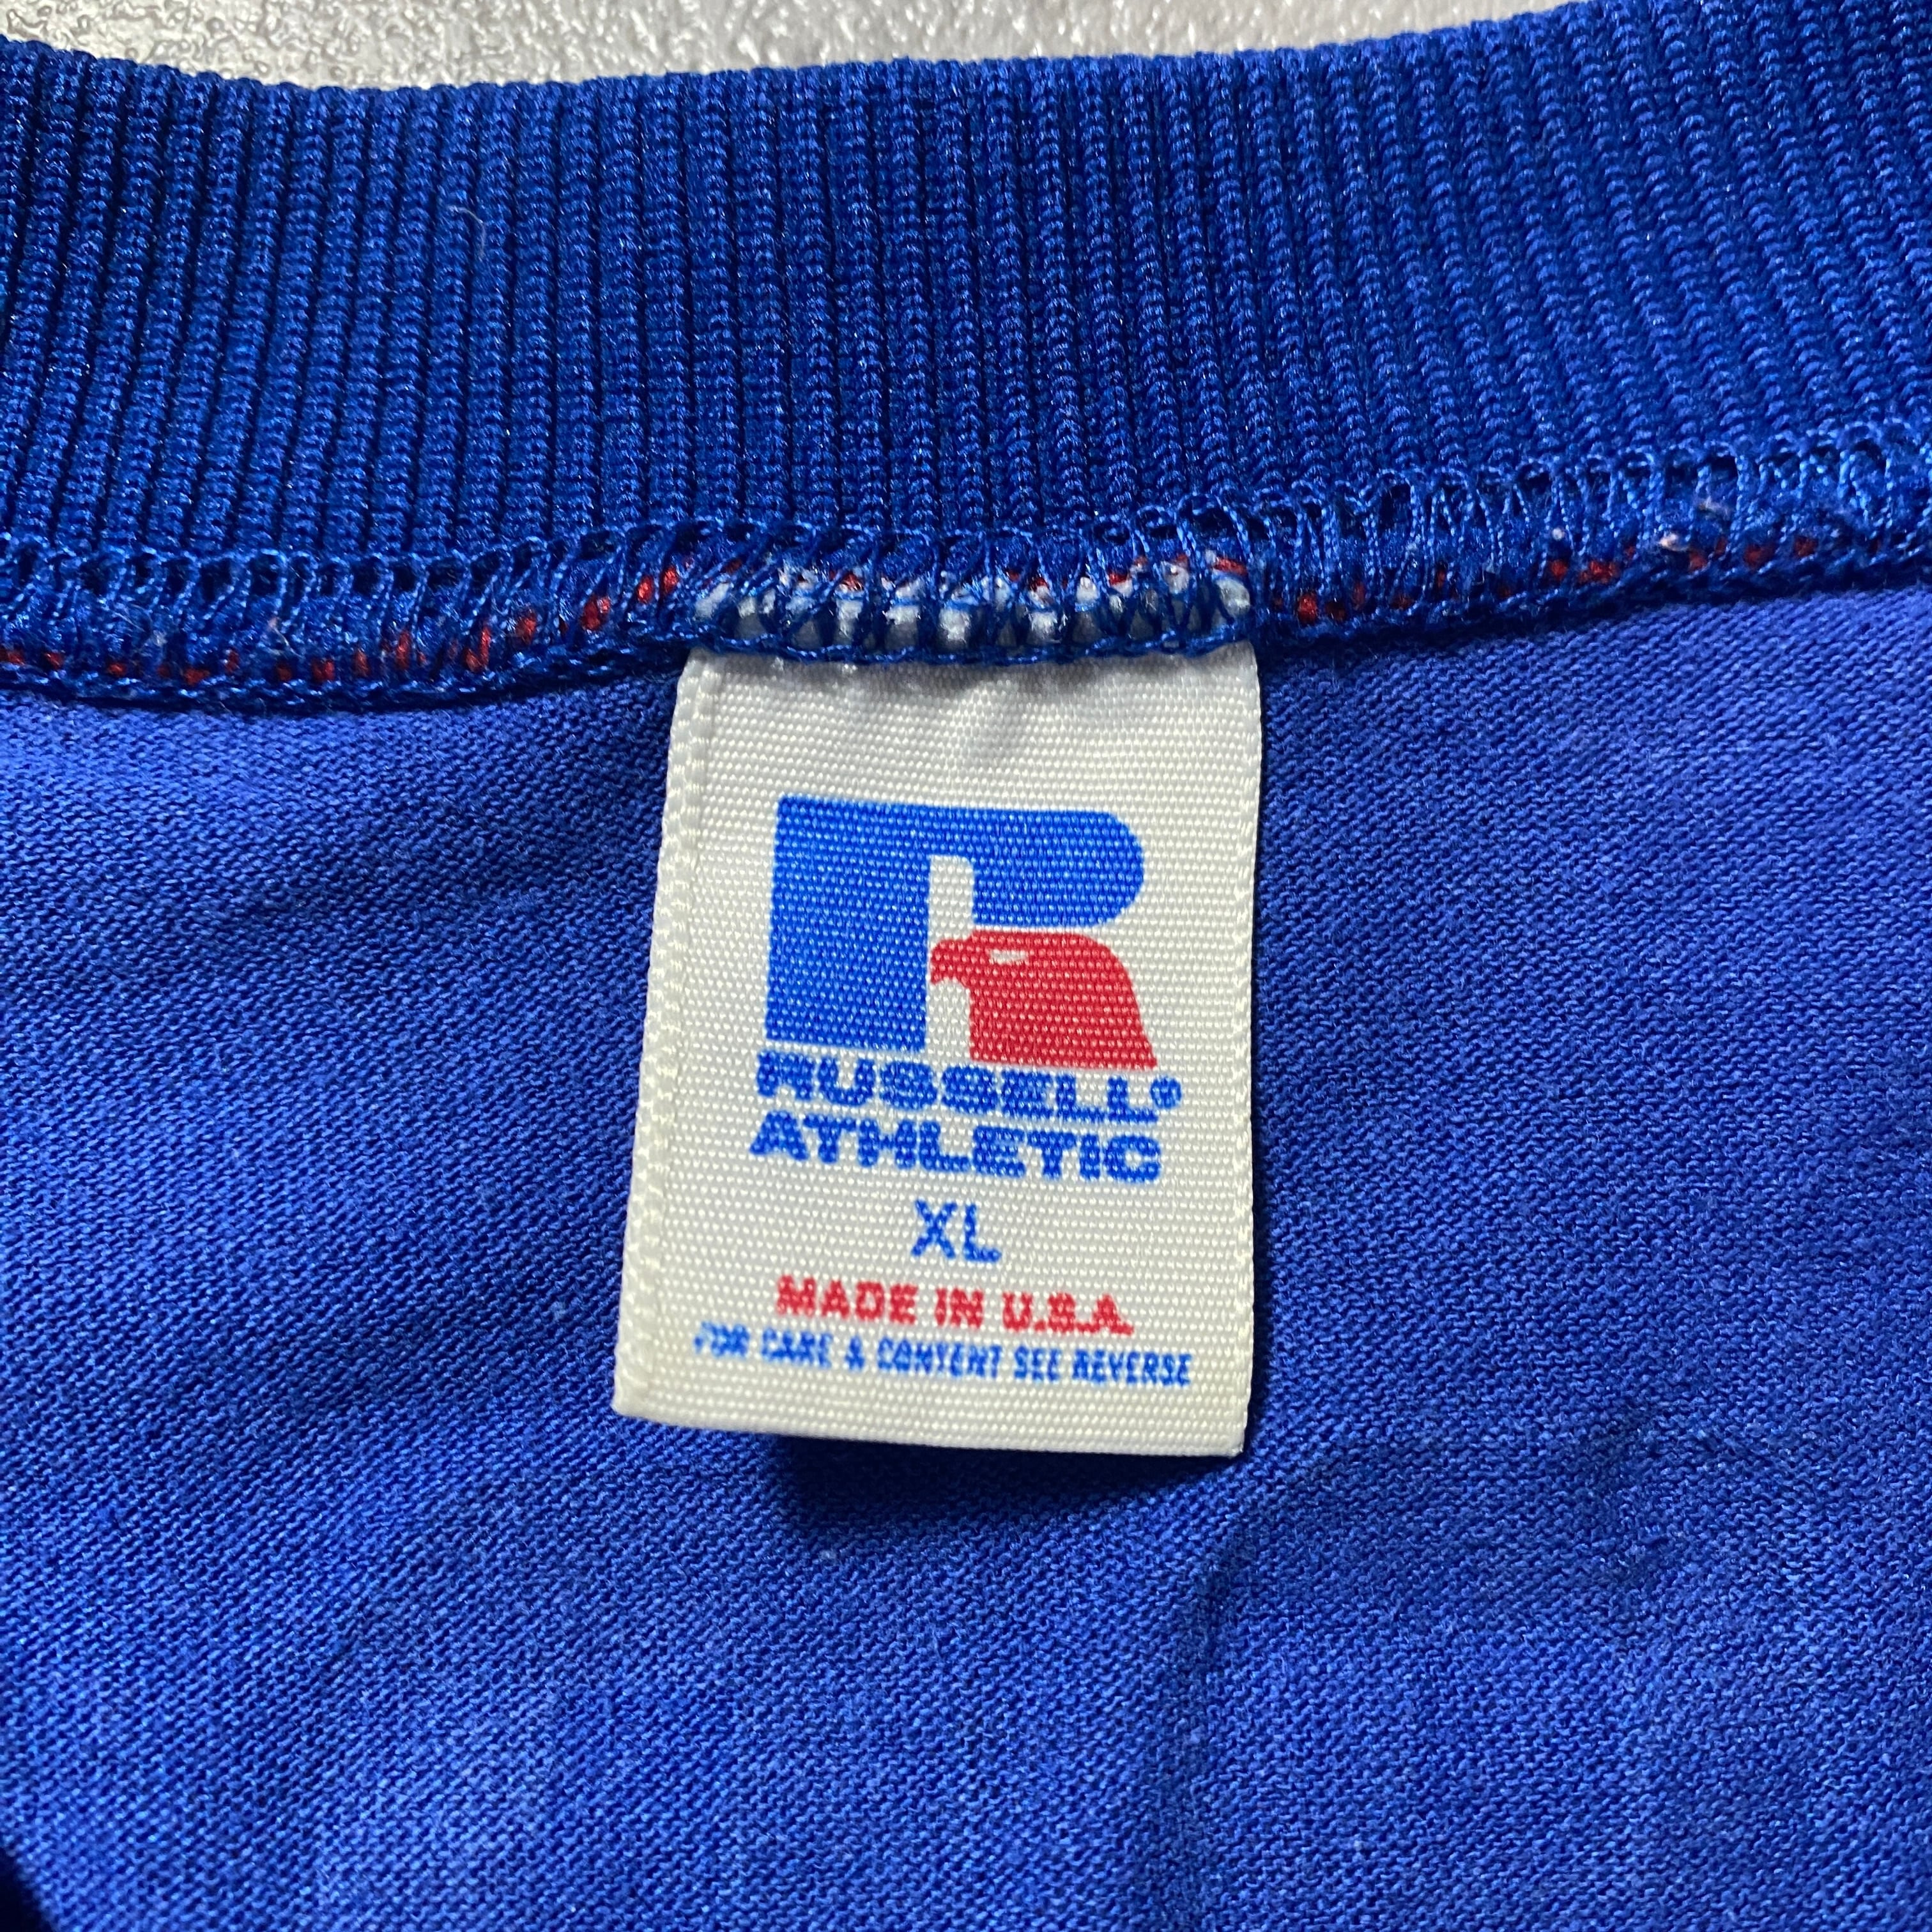 R
RUSSELL®
ATHLETIC
XL
MADE IN U.S.A.
FOR CARE & CONTENT SEE REVERSE